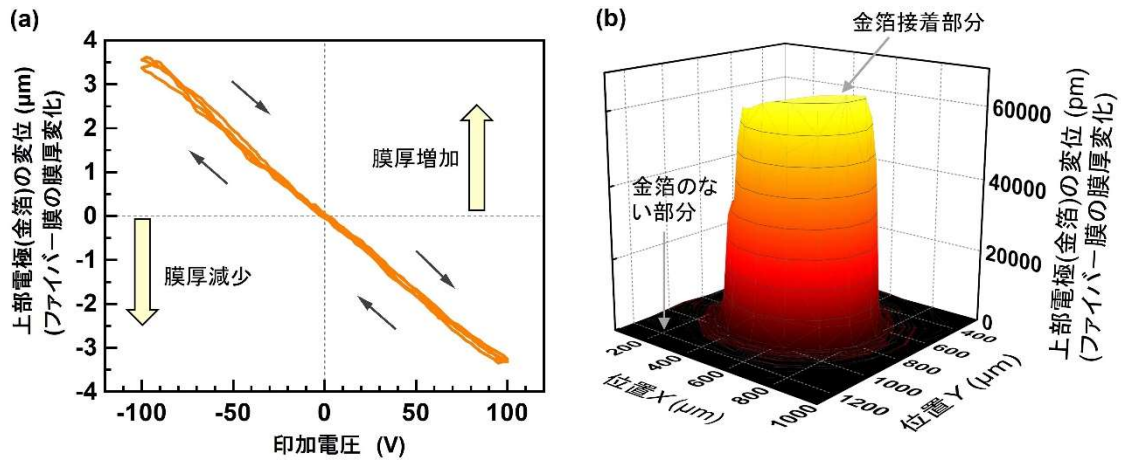 (a)
上部電極(金箔)の変位 (μm)
(ファイバー膜の膜厚変化)
4
3
2
1
0
-1
-2
-3
-4
膜厚増加
膜厚減少
-100 -50 0 50 100
印加電圧 (V)
(b)
金箔接着部分
金箔のな
い部分
60000
40000
20000
0
上部電極(金箔)の変位 (pm)
(ファイバー膜の膜厚変化)
200
400
600
800
1000
位置X (μm)
400
600
800
1000
1200
位置Y (μm)